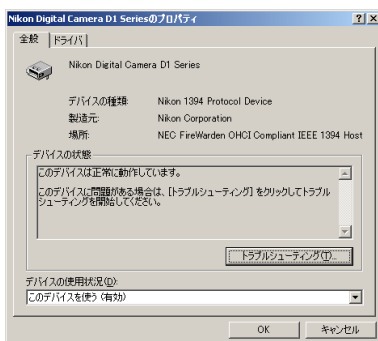 Nikon Digital Camera D1 Seriesのプロパティ
全般 ドライバ
Nikon Digital Camera D1 Series
デバイスの種類: Nikon 1394 Protocol Device
製造元: Nikon Corporation
場所: NEC FireWarden OHCI Compliant IEEE 1394 Host
デバイスの状態
このデバイスは正常に動作しています。
このデバイスに問題がある場合は、[トラブルシューティング] をクリックしてトラブル
シューティングを開始してください。
トラブルシューティング(T)...
デバイスの使用状況(D):
このデバイスを使う (有効)
OK キャンセル